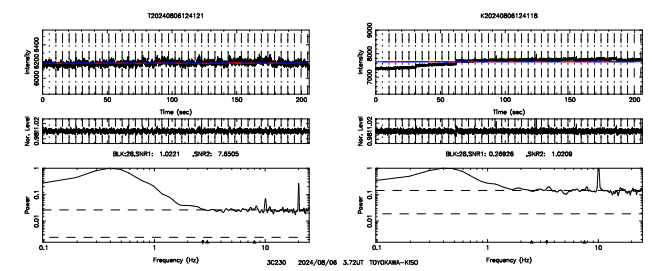 T20240806124121
K20240806124118
Intensity
6000 6200 6400
0 50 100 150 200
Time (sec)
Intensity
7000 8000 9000
0 50 100 150 200
Time (sec)
Nor. Level
0.98 1 1.02
Nor. Level
0.98 1 1.02
BLK:28,SNR1: 1.0221 ,SNR2: 7.6505
BLK:28,SNR1: 0.26926 ,SNR2: 1.0209
Power
0.01 0.1 1
0.1 1 10
Frequency (Hz)
Power
0.01 0.1 1
0.1 1 10
Frequency (Hz)
3C230 2024/08/06 3.72UT TOYOKAWA-KISO